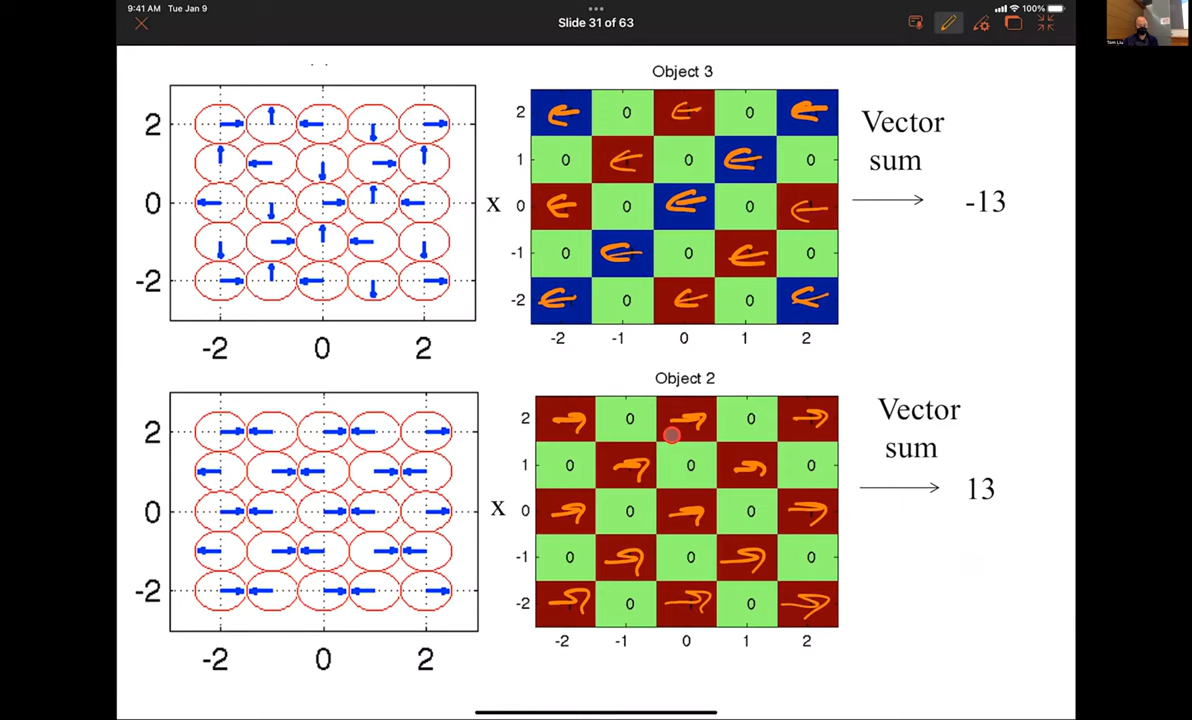 9:41 AM Tue Jan 9
100%
Slide 31 of 63
Tom Liu
2
0
-2
-2 0 2
X
Object 3
2 0 0
1 0 0 0
0 0 0
-1 0 0 0
-2 0 0
-2 -1 0 1 2
Vector
sum
-13
2
0
-2
-2 0 2
X
Object 2
2 0 0
1 0 0 0
0 0 0
-1 0 0 0
-2 0 0
-2 -1 0 1 2
Vector
sum
13